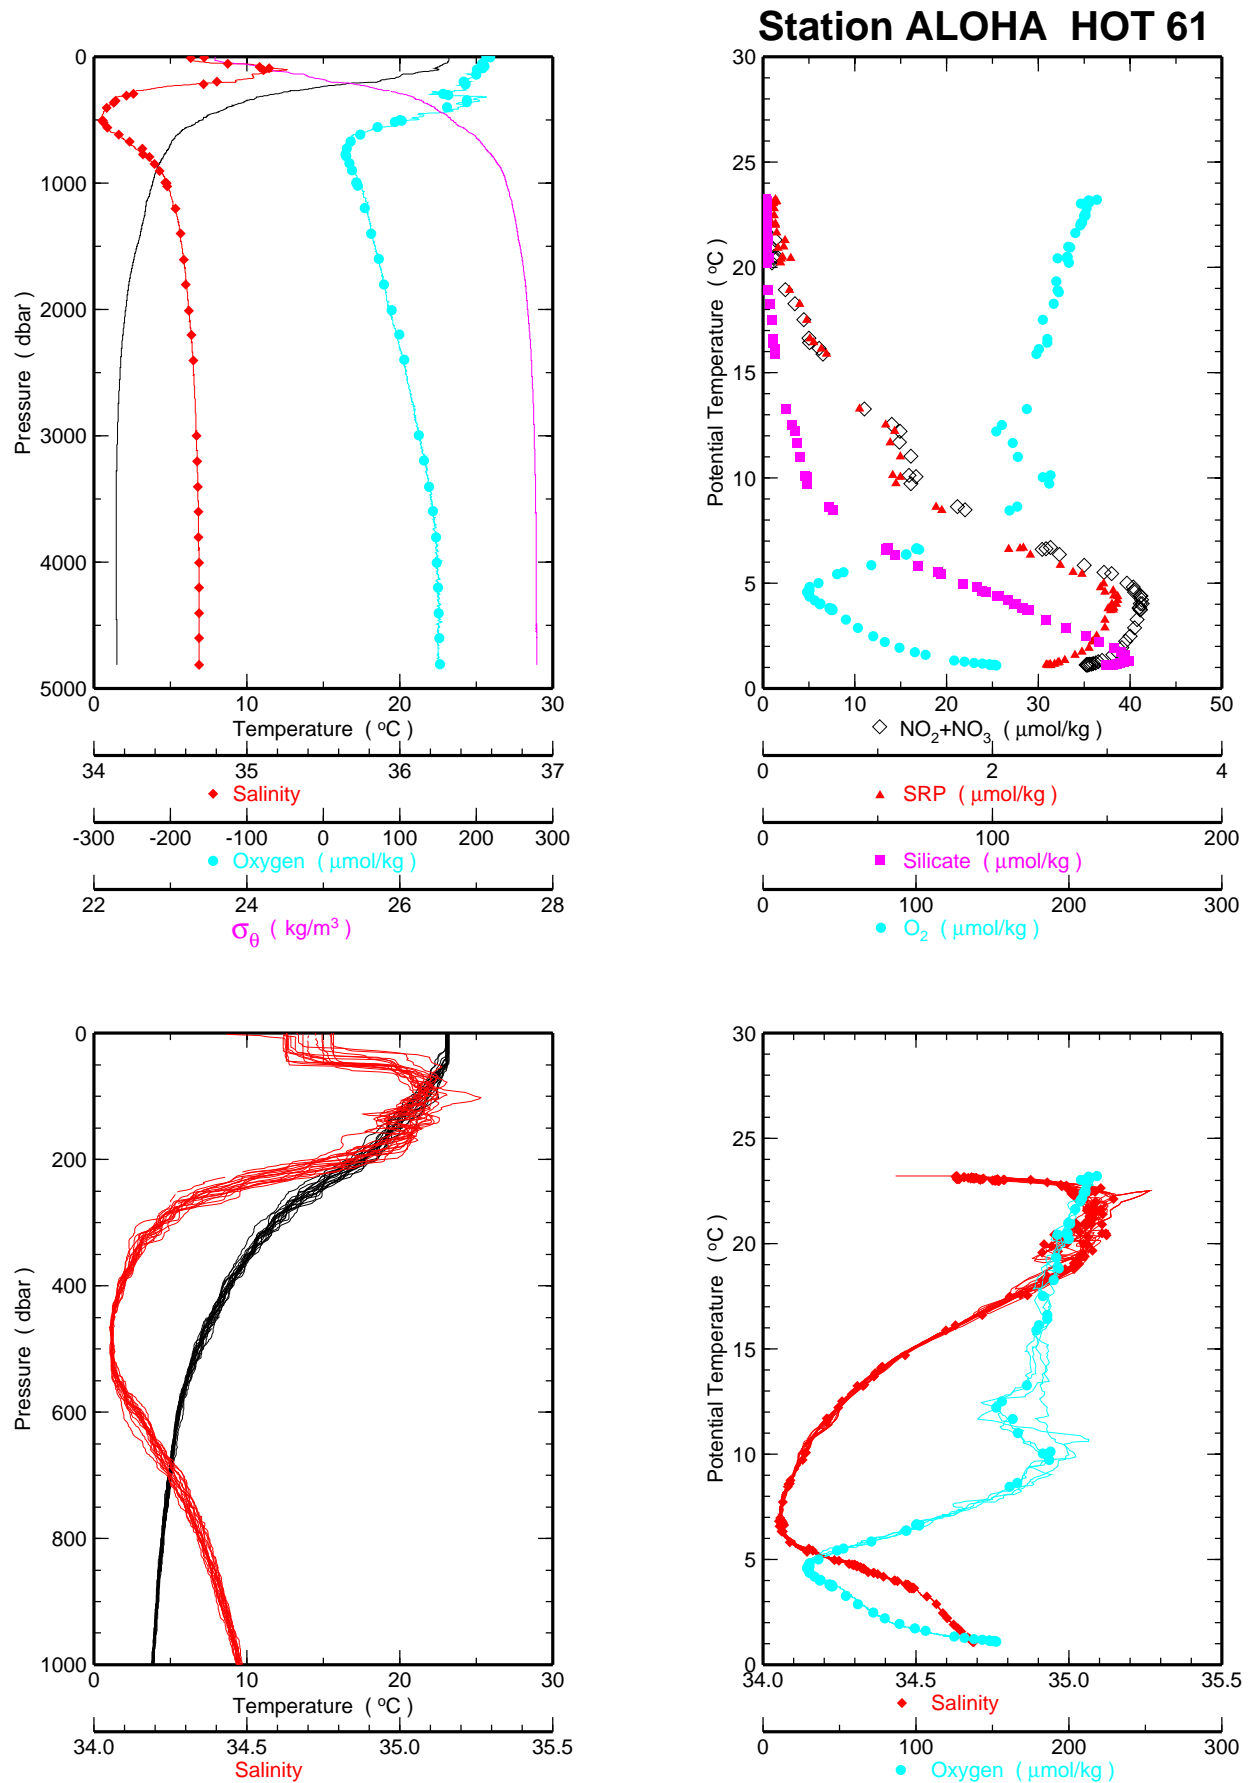 Station ALOHA HOT 61
0
1000
2000
3000
4000
5000
Pressure ( dbar )
0 10 20 30
Temperature ( °C )
34 35 36 37
Salinity
-300 -200 -100 0 100 200 300
Oxygen ( µmol/kg )
22 24 26 28
σθ ( kg/m³ )
30
25
20
15
10
5
0
Potential Temperature ( °C )
0 10 20 30 40 50
NO₂+NO₃ ( µmol/kg )
0 2 4
SRP ( µmol/kg )
0 100 200
Silicate ( µmol/kg )
0 100 200 300
O₂ ( µmol/kg )
0
200
400
600
800
1000
Pressure ( dbar )
0 10 20 30
Temperature ( °C )
34.0 34.5 35.0 35.5
Salinity
30
25
20
15
10
5
0
Potential Temperature ( °C )
34.0 34.5 35.0 35.5
Salinity
0 100 200 300
Oxygen ( µmol/kg )